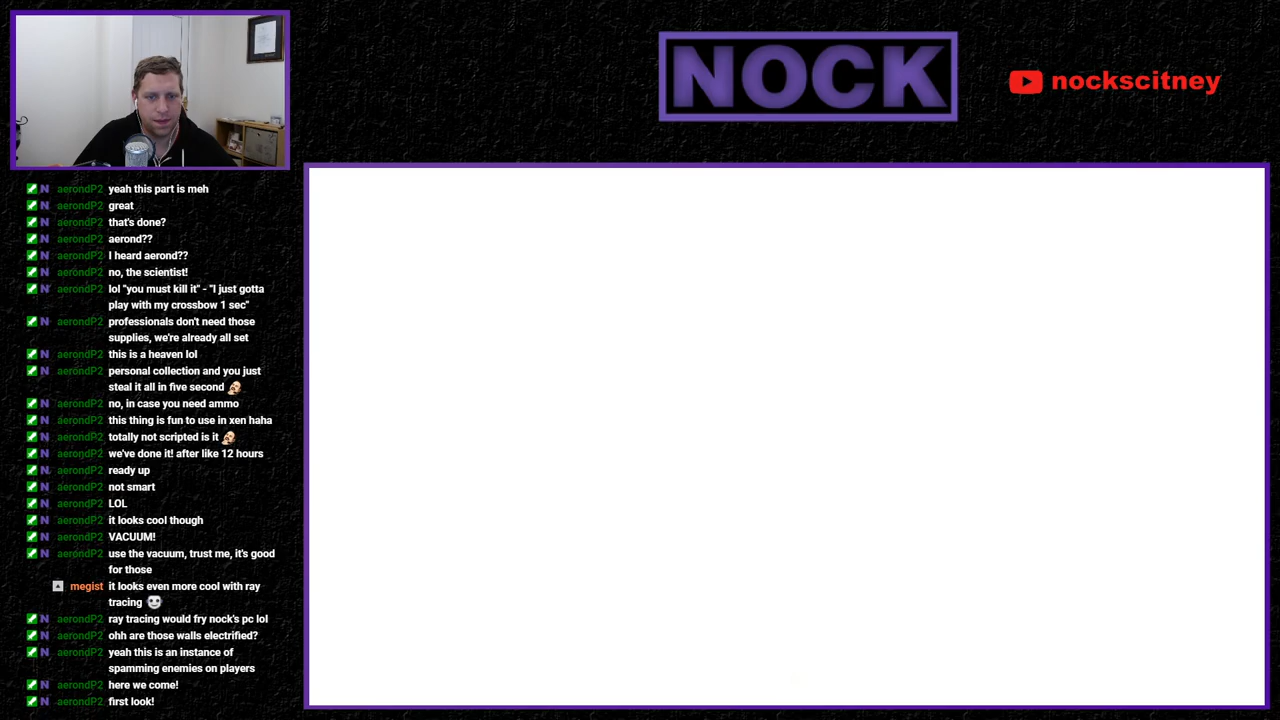 NOCK
nockscitney
N aerondP2 yeah this part is meh
N aerondP2 great
N aerondP2 that's done?
N aerondP2 aerond??
N aerondP2 I heard aerond??
N aerondP2 no, the scientist!
N aerondP2 lol "you must kill it" - "I just gotta
play with my crossbow 1 sec"
N aerondP2 professionals don't need those
supplies, we're already all set
N aerondP2 this is a heaven lol
N aerondP2 personal collection and you just
steal it all in five second
N aerondP2 no, in case you need ammo
N aerondP2 this thing is fun to use in xen haha
N aerondP2 totally not scripted is it
N aerondP2 we've done it! after like 12 hours
N aerondP2 ready up
N aerondP2 not smart
N aerondP2 LOL
N aerondP2 it looks cool though
N aerondP2 VACUUM!
N aerondP2 use the vacuum, trust me, it's good
for those
megist it looks even more cool with ray
tracing
N aerondP2 ray tracing would fry nock's pc lol
N aerondP2 ohh are those walls electrified?
N aerondP2 yeah this is an instance of
spamming enemies on players
N aerondP2 here we come!
N aerondP2 first look!